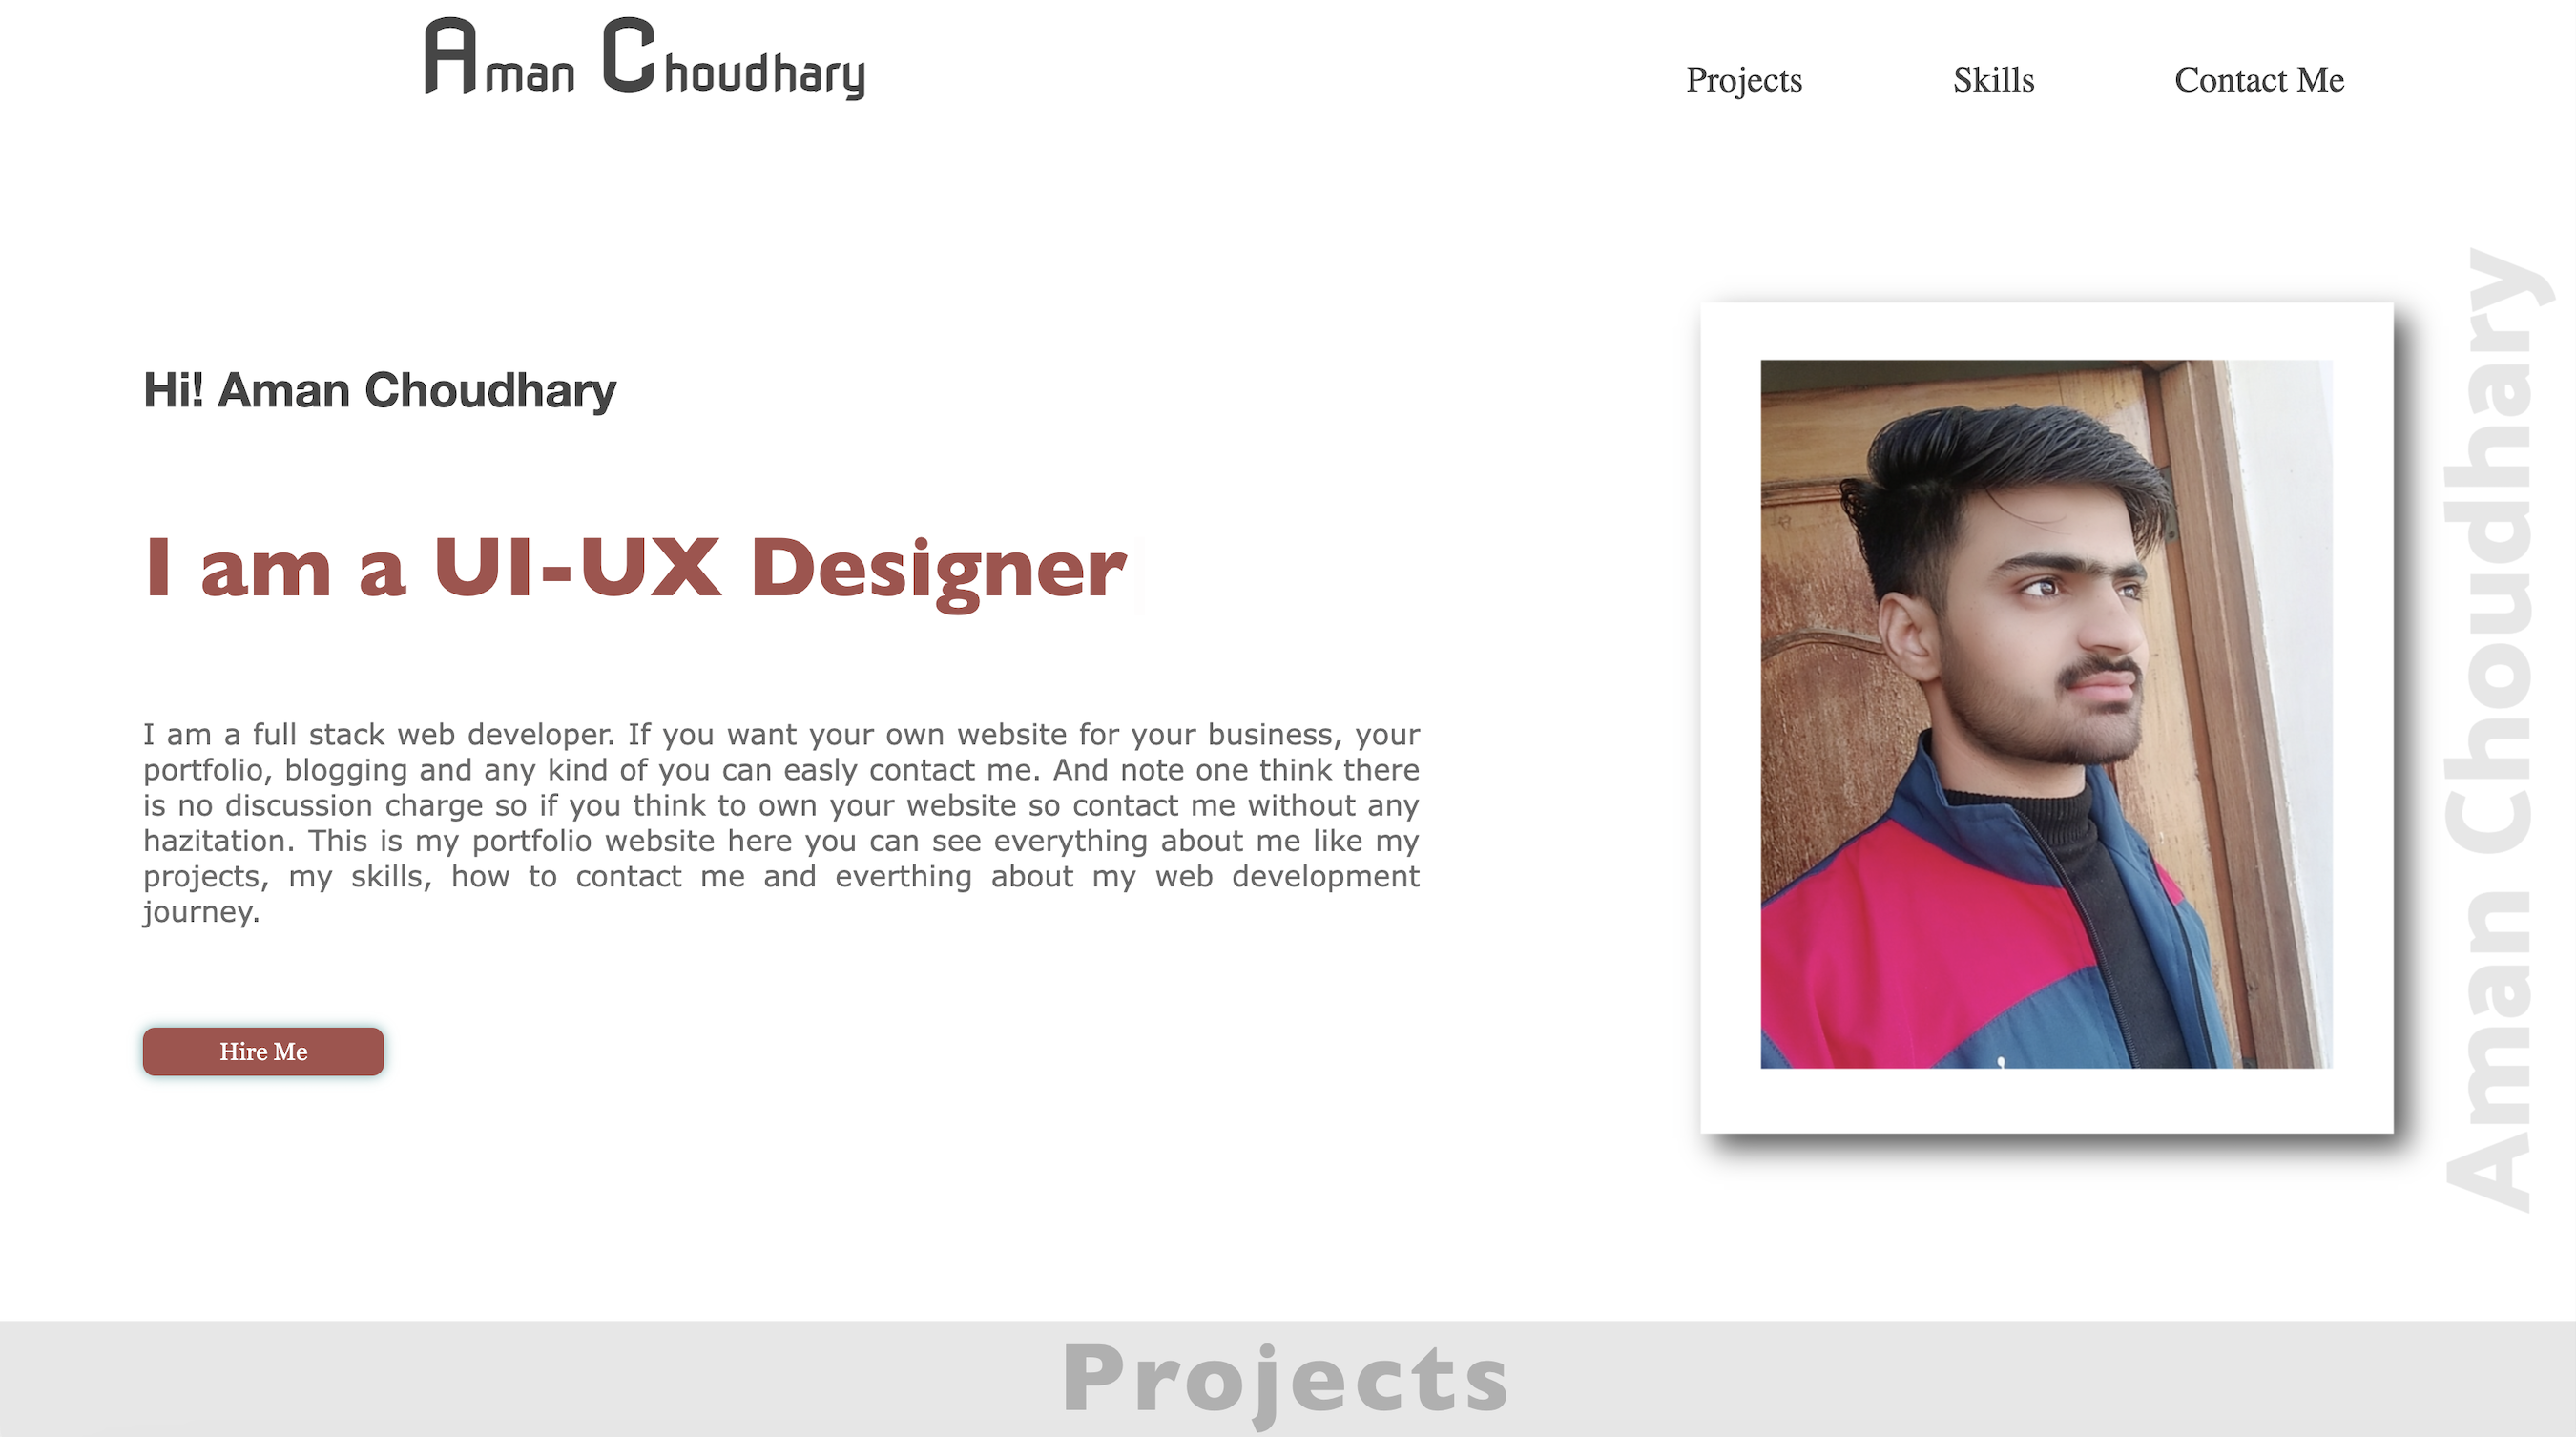 Aman Choudhary
Projects Skills Contact Me
Hi! Aman Choudhary
I am a UI-UX Designer
I am a full stack web developer. If you want your own website for your business, your
portfolio, blogging and any kind of you can easly contact me. And note one think there
is no discussion charge so if you think to own your website so contact me without any
hazitation. This is my portfolio website here you can see everything about me like my
projects, my skills, how to contact me and everthing about my web development
journey.
Hire Me
Aman Choudhary
Projects